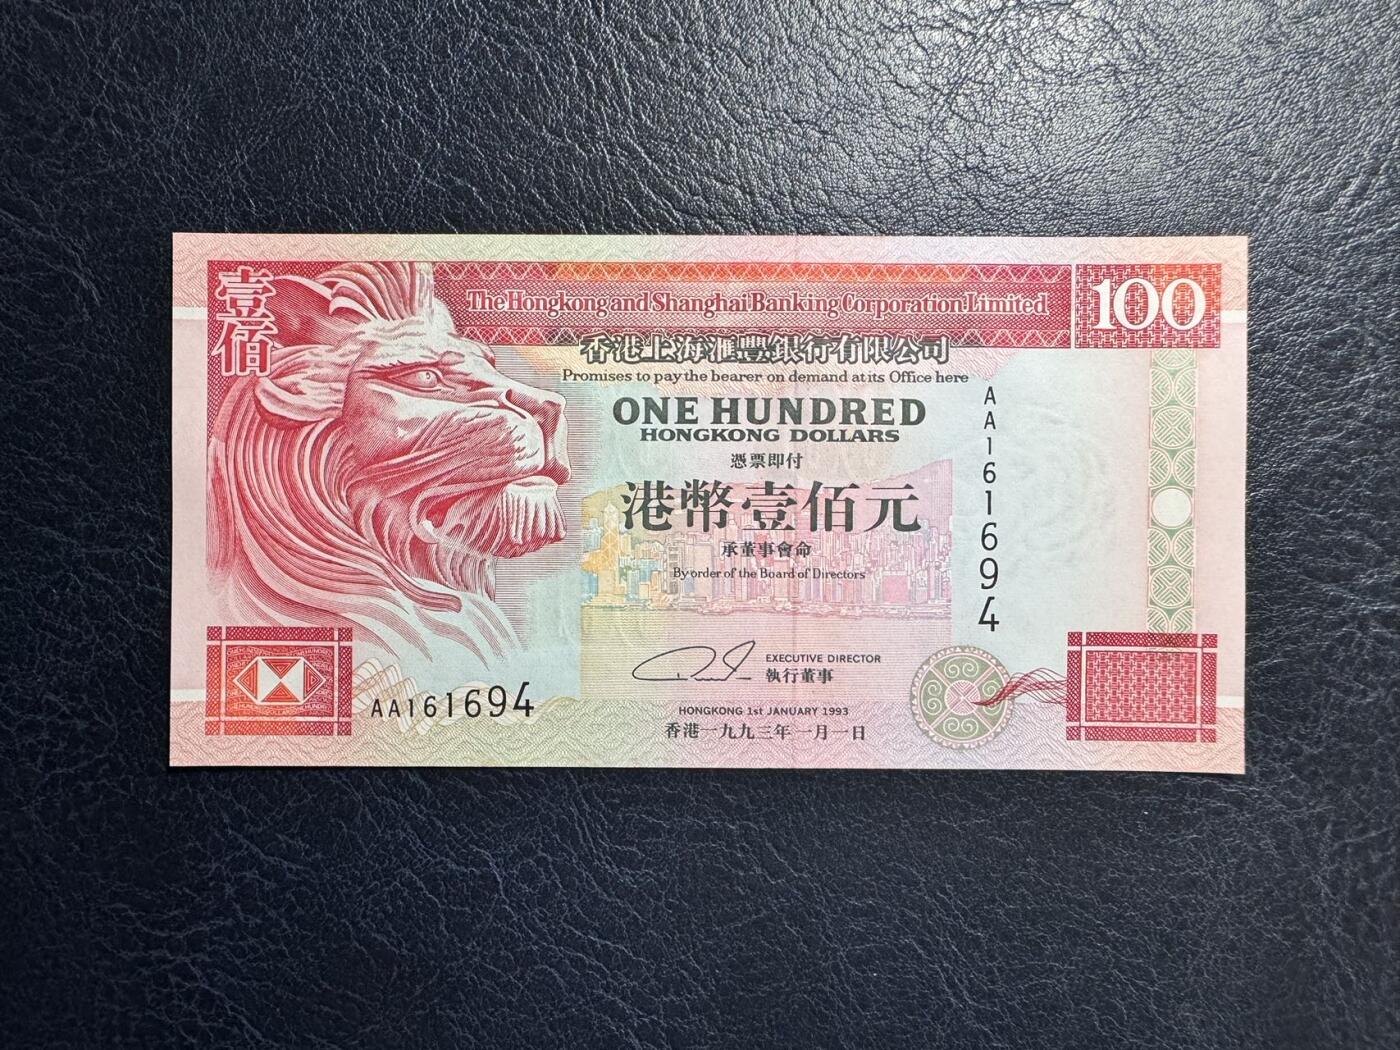 壹佰
The Hongkong and Shanghai Banking Corporation Limited
100
香港上海滙豐銀行有限公司
Promises to pay the bearer on demand at its Office here
ONE HUNDRED
HONGKONG DOLLARS
憑票即付
港幣壹佰元
承董事會命
By order of the Board of Directors
AA161694
EXECUTIVE DIRECTOR
執行董事
AA161694
HONGKONG 1st JANUARY 1993
香港一九九三年一月一日